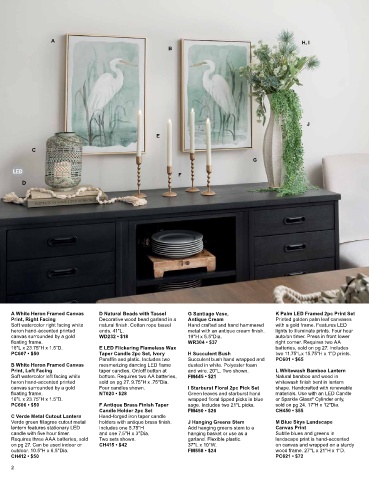 A
B
H, I
J
E
C
G
LED
F
D
A White Heron Framed Canvas
Print, Right Facing
Soft watercolor right facing white
heron hand-accented printed
canvas surrounded by a gold
floating frame.
16"L x 23.75"H x 1.5"D.
PC697 • $50
B White Heron Framed Canvas
Print, Left Facing
Soft watercolor left facing white
heron hand-accented printed
canvas surrounded by a gold
floating frame.
16"L x 23.75"H x 1.5"D.
PC696 • $50
C Verde Metal Cutout Lantern
Verde green filagree cutout metal
lantern features stationary LED
candle with five hour timer.
Requires three AAA batteries, sold
on pg 27. Can be used indoor or
outdoor. 10.5"H x 6.5"Dia.
CH412 • $50
2
D Natural Beads with Tassel
Decorative wood bead garland in a
natural finish. Cotton rope tassel
ends. 41"L.
WD232 • $18
E LED Flickering Flameless Wax
Taper Candle 2pc Set, Ivory
Paraffin and plastic. Includes two
mesmerizing dancing LED flame
taper candles. On/off button at
bottom. Requires two AA batteries,
sold on pg 27. 9.75"H x .75"Dia.
Four candles shown.
NT020 • $28
F Antique Brass Finish Taper
Candle Holder 2pc Set
Hand-forged iron taper candle
holders with antique brass finish.
Includes one 5.75"H
and one 7.5"H x 3"Dia.
Two sets shown.
CH415 • $42
G Santiago Vase,
Antique Cream
Hand crafted and hand hammered
metal with an antique cream finish.
19"H x 5.5"Dia.
WR304 • $37
H Succulent Bush
Succulent bush hand wrapped and
dusted in white. Polyester foam
and wire. 20"L. Two shown.
FM445 • $21
I Starburst Floral 2pc Pick Set
Green leaves and starburst hand
wrapped floral tipped picks in blue
sage. Includes two 21"L picks.
FM450 • $26
J Hanging Greens Stem
Add hanging greens stem to a
hanging basket or use as a
garland. Flexible plastic.
37"L x 10"W.
FM558 • $24
K Palm LED Framed 2pc Print Set
Printed golden palm leaf canvases
with a gold frame. Features LED
lights to illuminate prints. Four hour
auto on timer. Press in front lower
right corner. Requires two AA
batteries, sold on pg 27. Includes
two 11.75"L x 15.75"H x 1"D prints.
PC691 • $65
L Whitewash Bamboo Lantern
Natural bamboo and wood in
whitewash finish bent in lantern
shape. Handcrafted with renewable
materials. Use with an LED Candle
or Sparkle Glass® Cylinder only,
sold on pg 24. 17"H x 12"Dia.
CH450 • $65
M Blue Skys Landscape
Canvas Print
Subtle blues and greens in
landscape print is hand-accented
on canvas and wrapped on a sturdy
wood frame. 27"L x 21"H x 1"D.
PC621 • $72